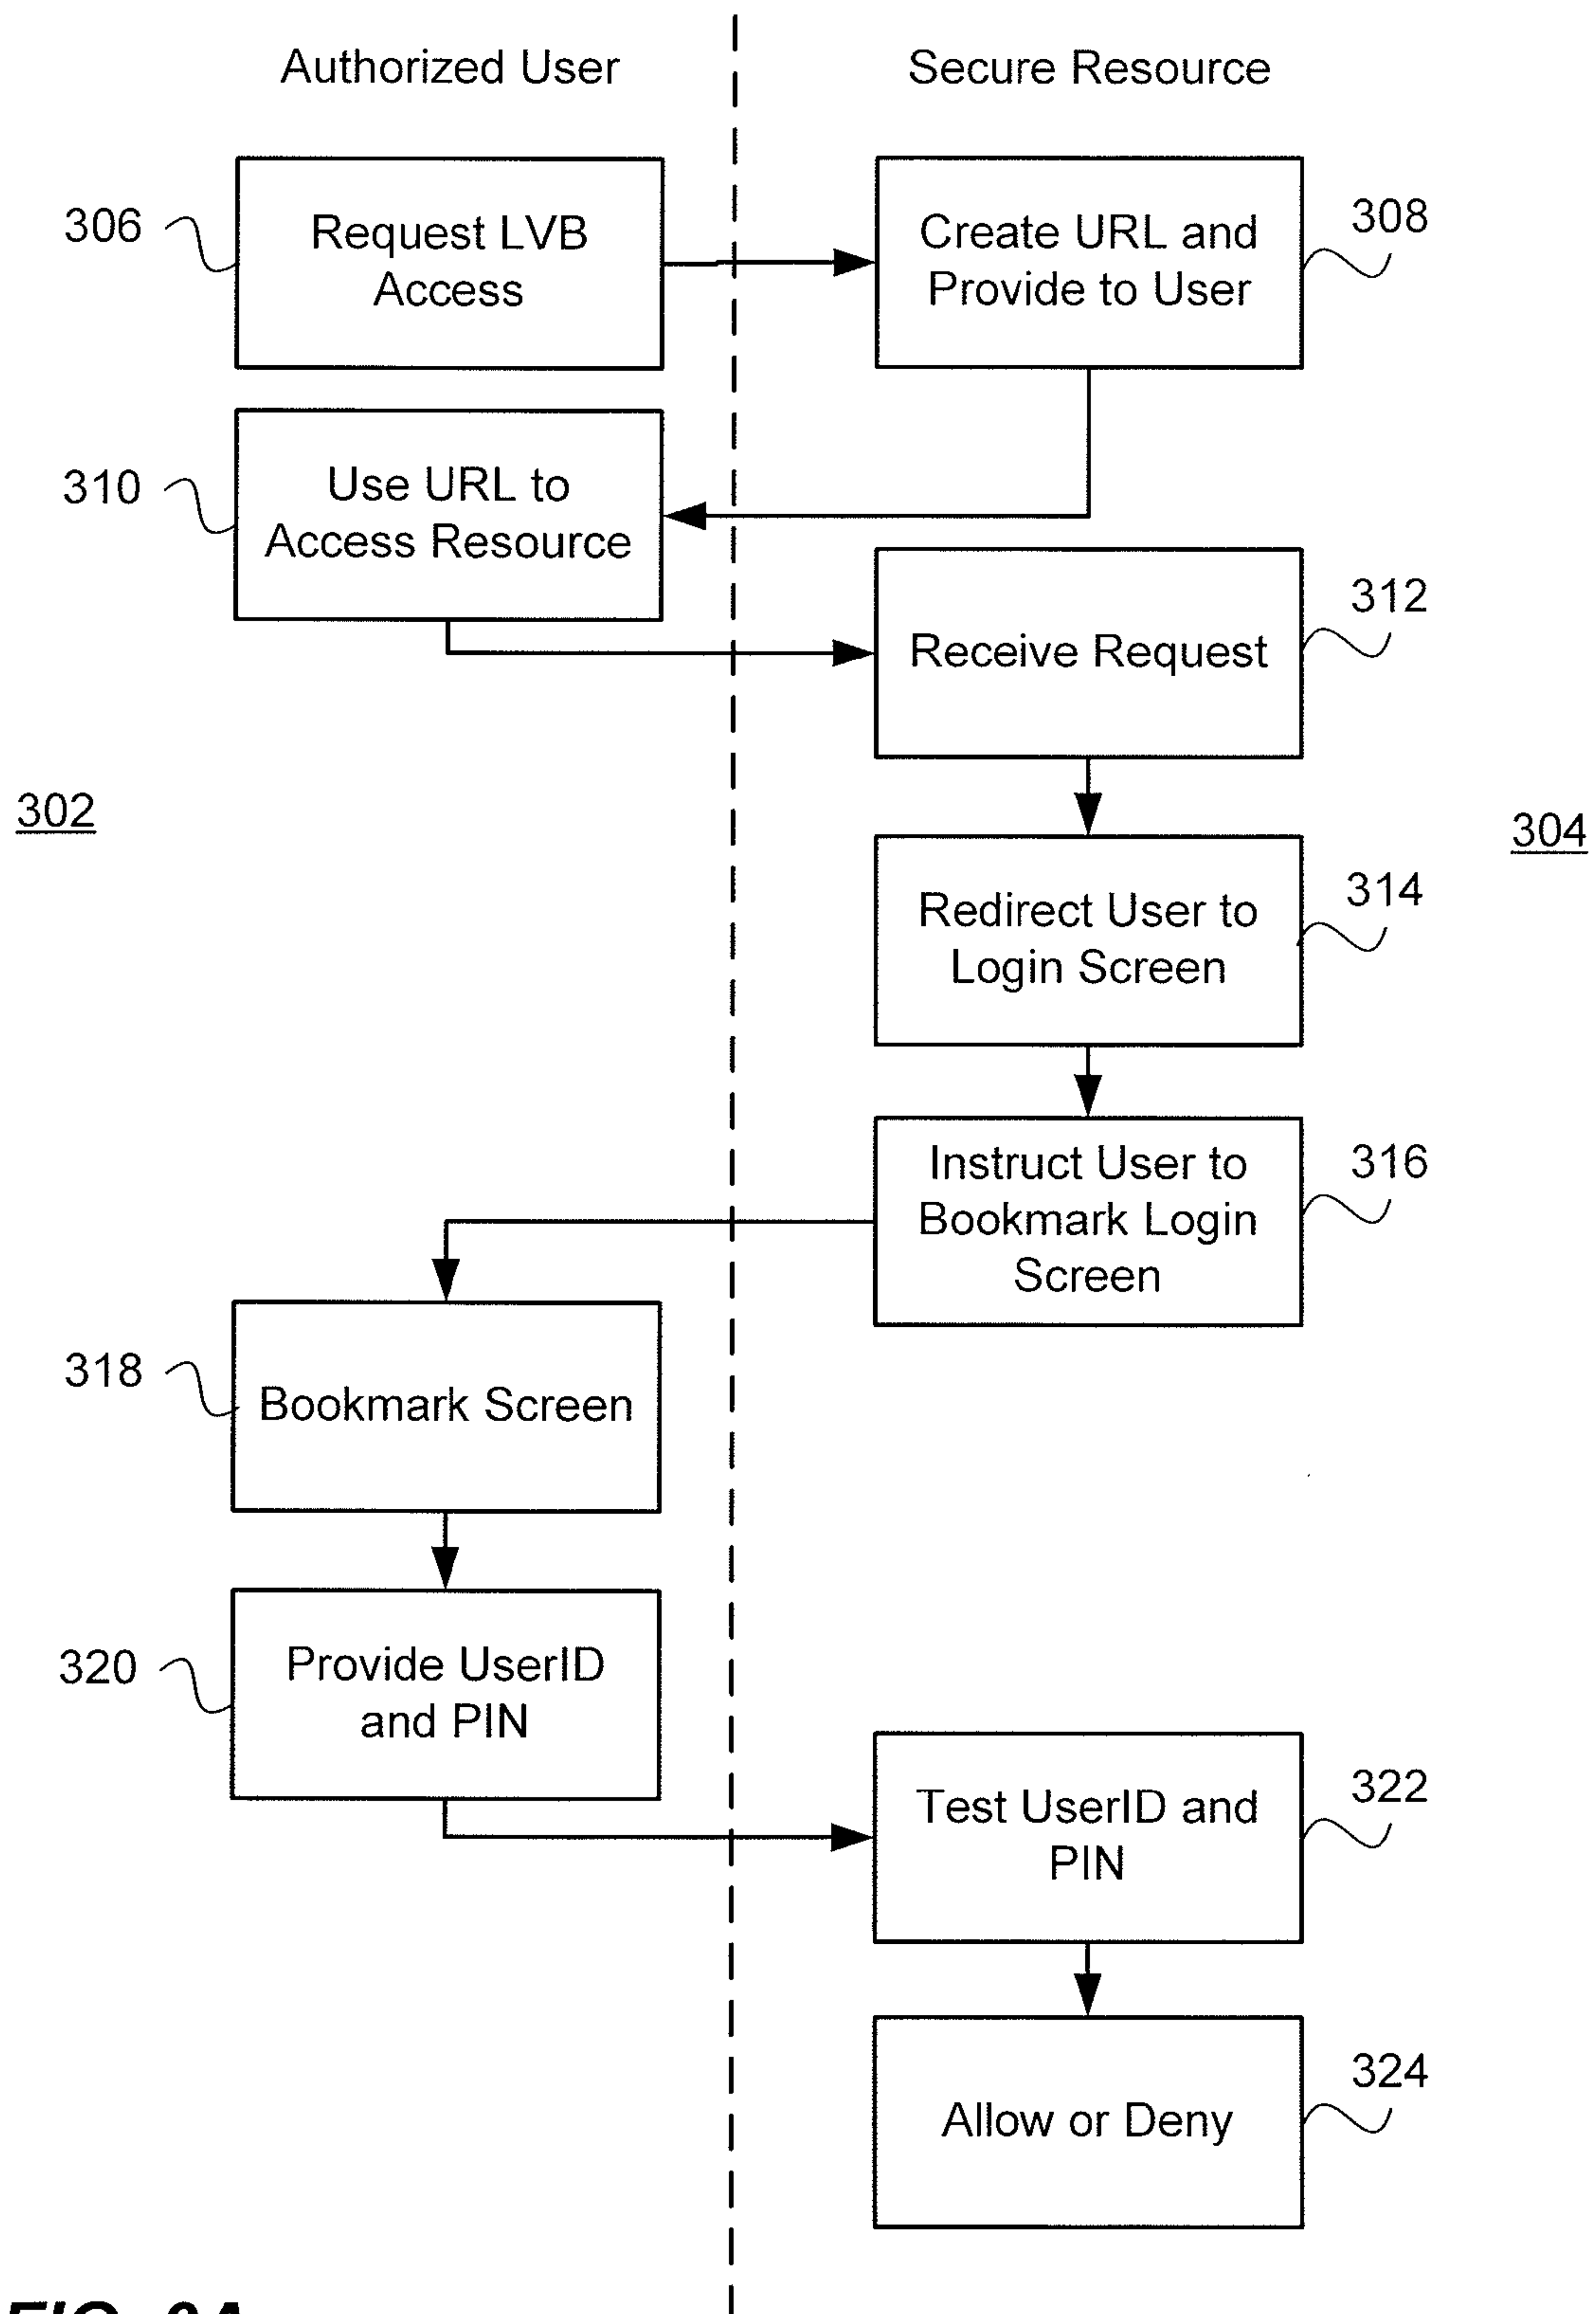 Authorized User
Secure Resource
306
Request LVB
Access
Create URL and
Provide to User
308
310
Use URL to
Access Resource
Receive Request
312
302
304
Redirect User to
Login Screen
314
Instruct User to
Bookmark Login
Screen
316
318
Bookmark Screen
320
Provide UserID
and PIN
Test UserID and
PIN
322
Allow or Deny
324